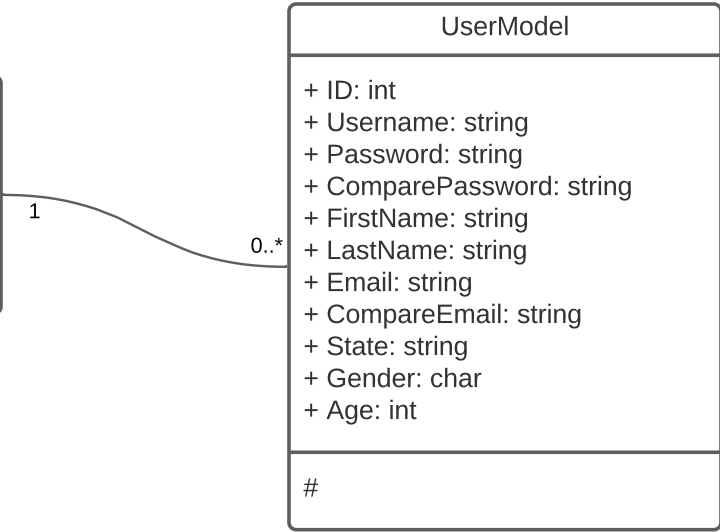 UserModel
+ ID: int
+ Username: string
+ Password: string
+ ComparePassword: string
+ FirstName: string
+ LastName: string
+ Email: string
+ CompareEmail: string
+ State: string
+ Gender: char
+ Age: int
#
1
0..*